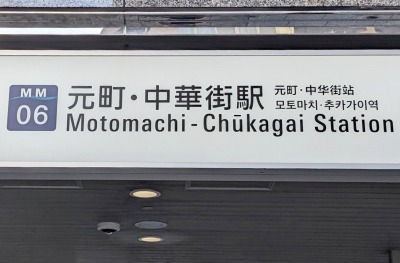 MM
06
元町・中華街駅
元町・中华街站
모토마치・추카가이역
Motomachi-Chūkagai Station